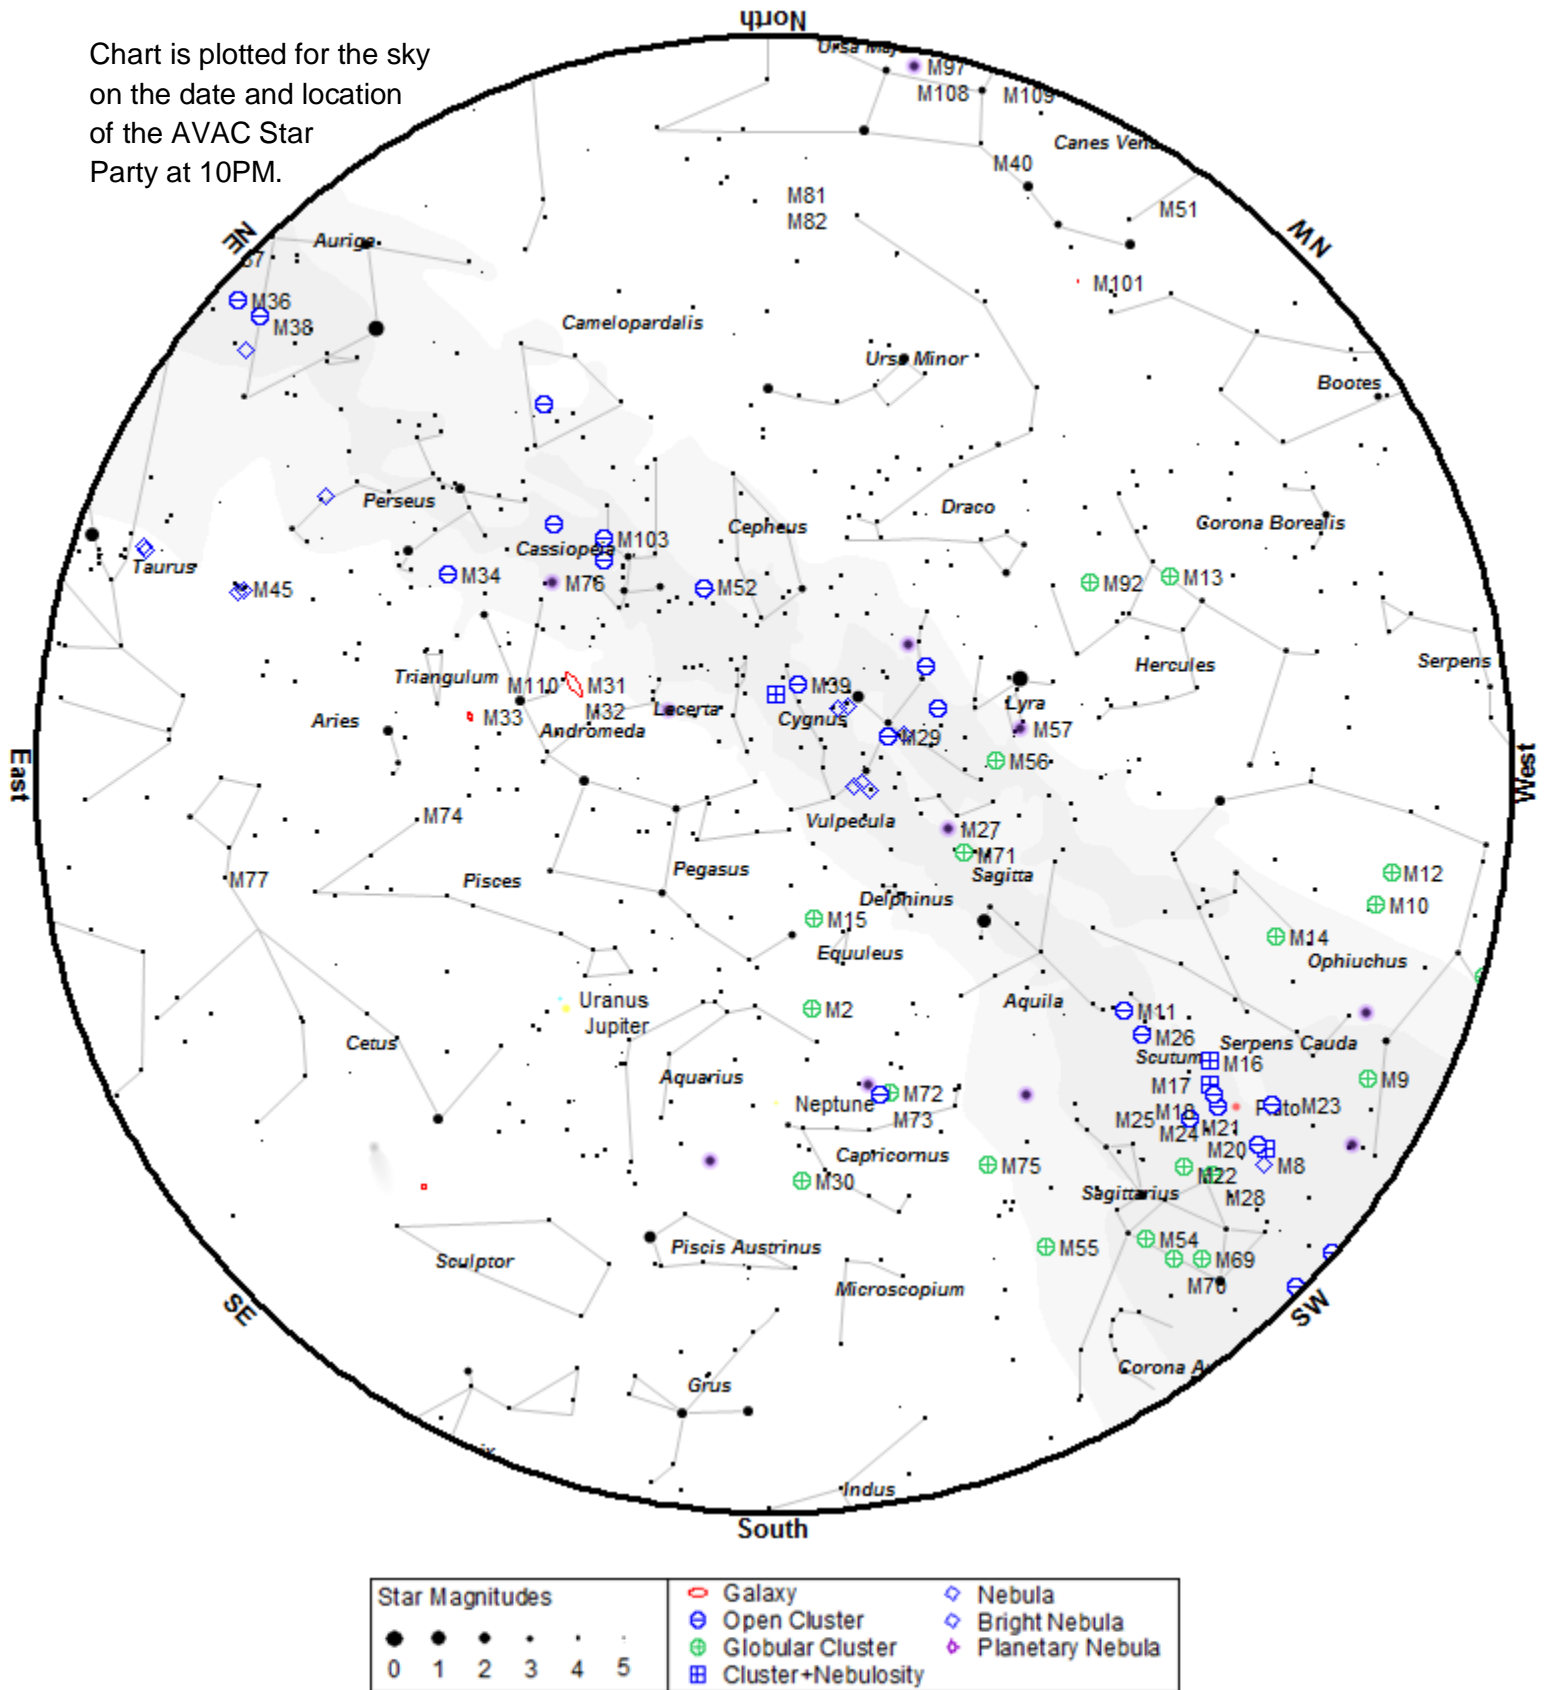 North
Chart is plotted for the sky
on the date and location
of the AVAC Star
Party at 10PM.
Ursa Maj
M97
M108
M109
Canes Vena
M40
M81
M82
M51
NE
NW
Auriga
M101
M36
M38
Camelopardalis
Ursa Minor
Bootes
Perseus
Draco
Corona Borealis
Cepheus
Cassiopeia
M103
Taurus
M45
M34
M76
M52
M92
M13
Triangulum
M110
M31
M32
M33
Aries
Andromeda
Lacerta
M39
Cygnus
M29
Lyra
M57
M56
Hercules
Serpens
East
West
M74
Vulpecula
M27
M71
Sagitta
M77
Pisces
Pegasus
Delphinus
M12
M10
M15
Equuleus
M14
Ophiuchus
Uranus
Jupiter
M2
Aquila
M11
M26
Scutum
Serpens Cauda
M16
Cetus
Aquarius
M17
M9
Neptune
M72
M73
M25
M18
M24
M21
Pluto
M23
M20
M8
Capricornus
M75
M22
M28
Sagittarius
M30
Sculptor
Piscis Austrinus
Microscopium
M55
M54
M69
M70
SE
SW
Corona A
Grus
Indus
South
Star Magnitudes
0 1 2 3 4 5
Galaxy
Open Cluster
Globular Cluster
Cluster+Nebulosity
Nebula
Bright Nebula
Planetary Nebula